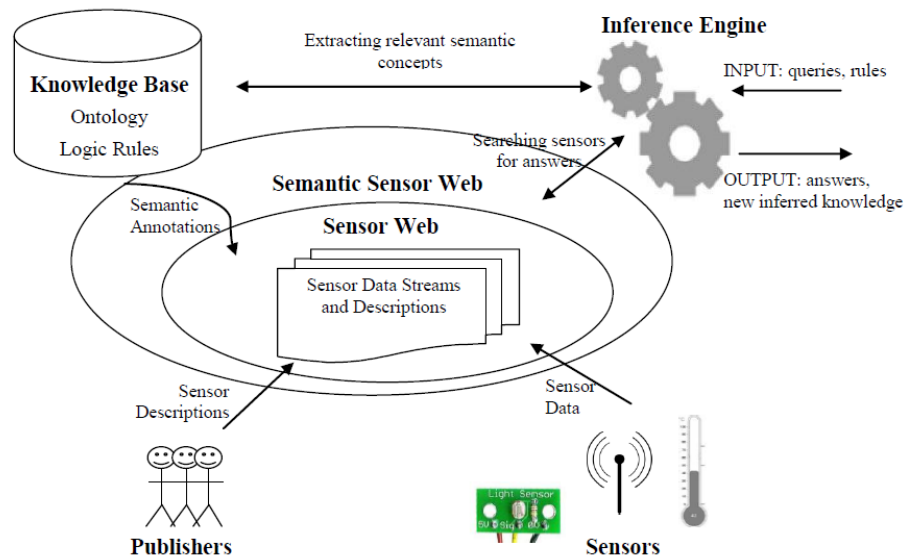 Inference Engine
Extracting relevant semantic
concepts
INPUT: queries, rules
Knowledge Base
Ontology
Logic Rules
Searching sensors
for answers
OUTPUT: answers,
new inferred knowledge
Semantic Sensor Web
Semantic
Annotations
Sensor Web
Sensor Data Streams
and Descriptions
Sensor
Descriptions
Sensor
Data
Light Sensor
Publishers
Sensors